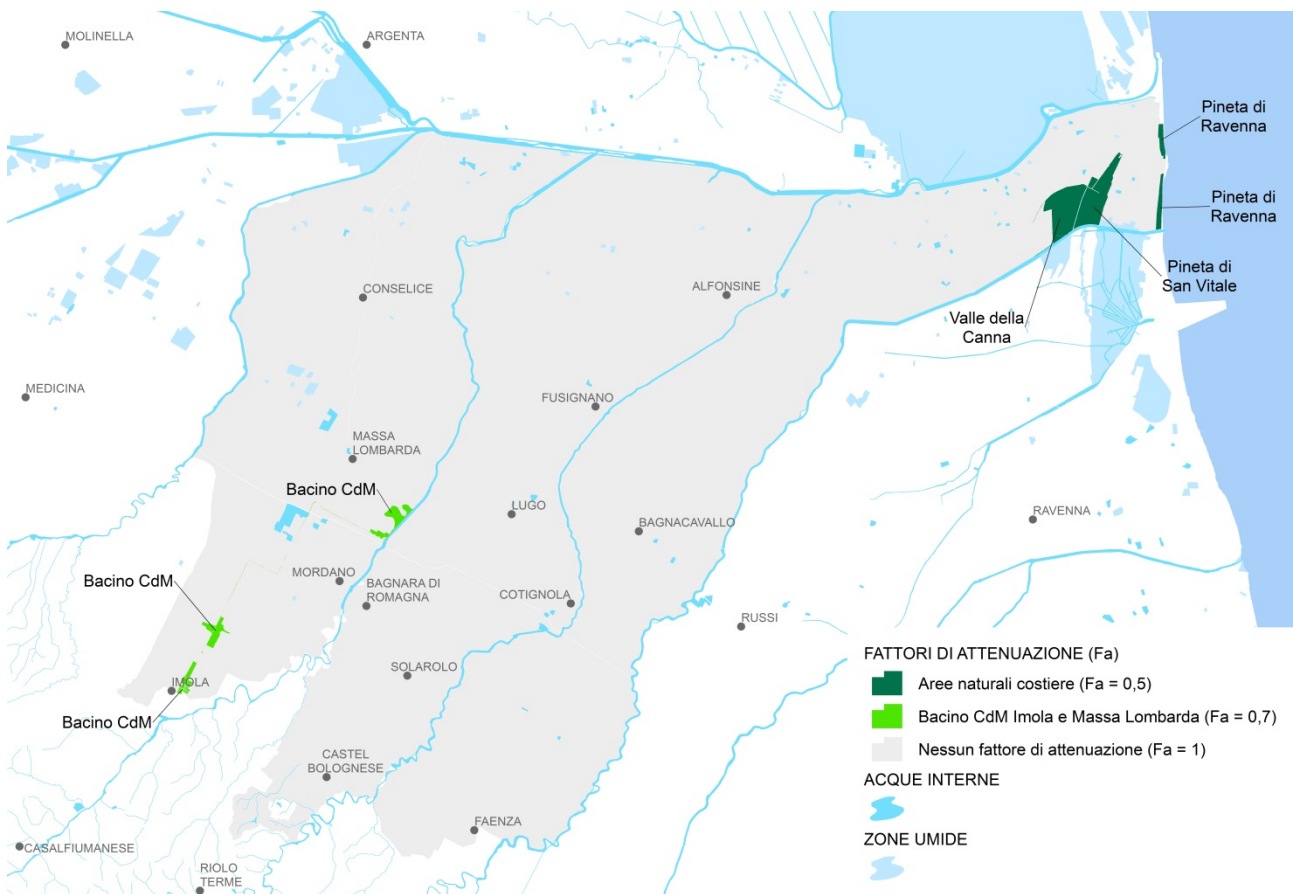 MOLINELLA
ARGENTA
Pineta di
Ravenna
Pineta di
Ravenna
Pineta di
San Vitale
Valle della
Canna
CONSELICE
ALFONSINE
MEDICINA
FUSIGNANO
MASSA
LOMBARDA
Bacino CdM
LUGO
BAGNACAVALLO
RAVENNA
Bacino CdM
MORDANO
BAGNARA DI
ROMAGNA
COTIGNOLA
RUSSI
SOLAROLO
IMOLA
Bacino CdM
CASTEL
BOLOGNESE
FAENZA
CASALFIUMANESE
RIOLO
TERME
FATTORI DI ATTENUAZIONE (Fa)
Aree naturali costiere (Fa = 0,5)
Bacino CdM Imola e Massa Lombarda (Fa = 0,7)
Nessun fattore di attenuazione (Fa = 1)
ACQUE INTERNE
ZONE UMIDE